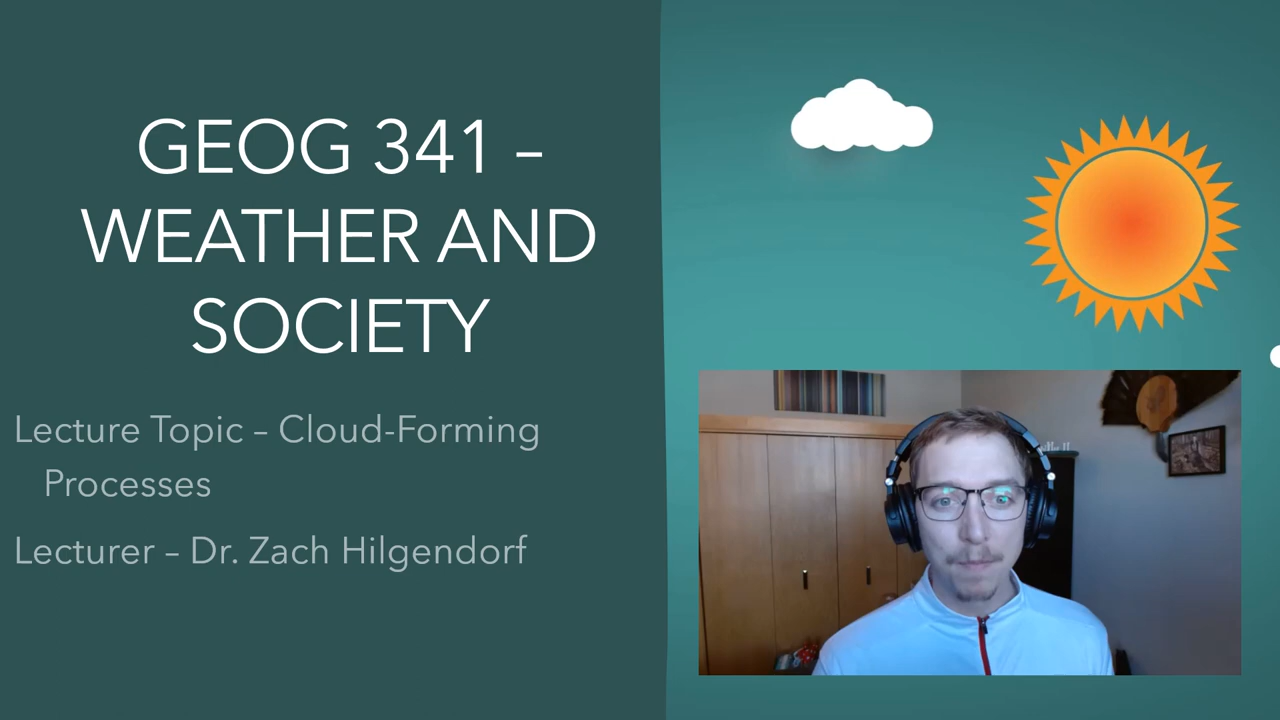 GEOG 341 –
WEATHER AND
SOCIETY
Lecture Topic – Cloud-Forming
Processes
Lecturer – Dr. Zach Hilgendorf